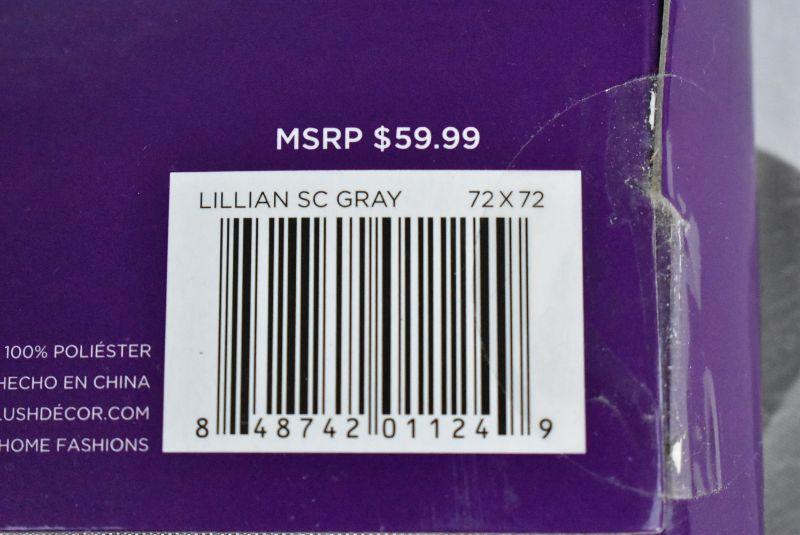 MSRP $59.99
LILLIAN SC GRAY 72 X 72
8 48742 01124 9
100% POLIÉSTER
HECHO EN CHINA
LUSHDÉCOR.COM
HOME FASHIONS